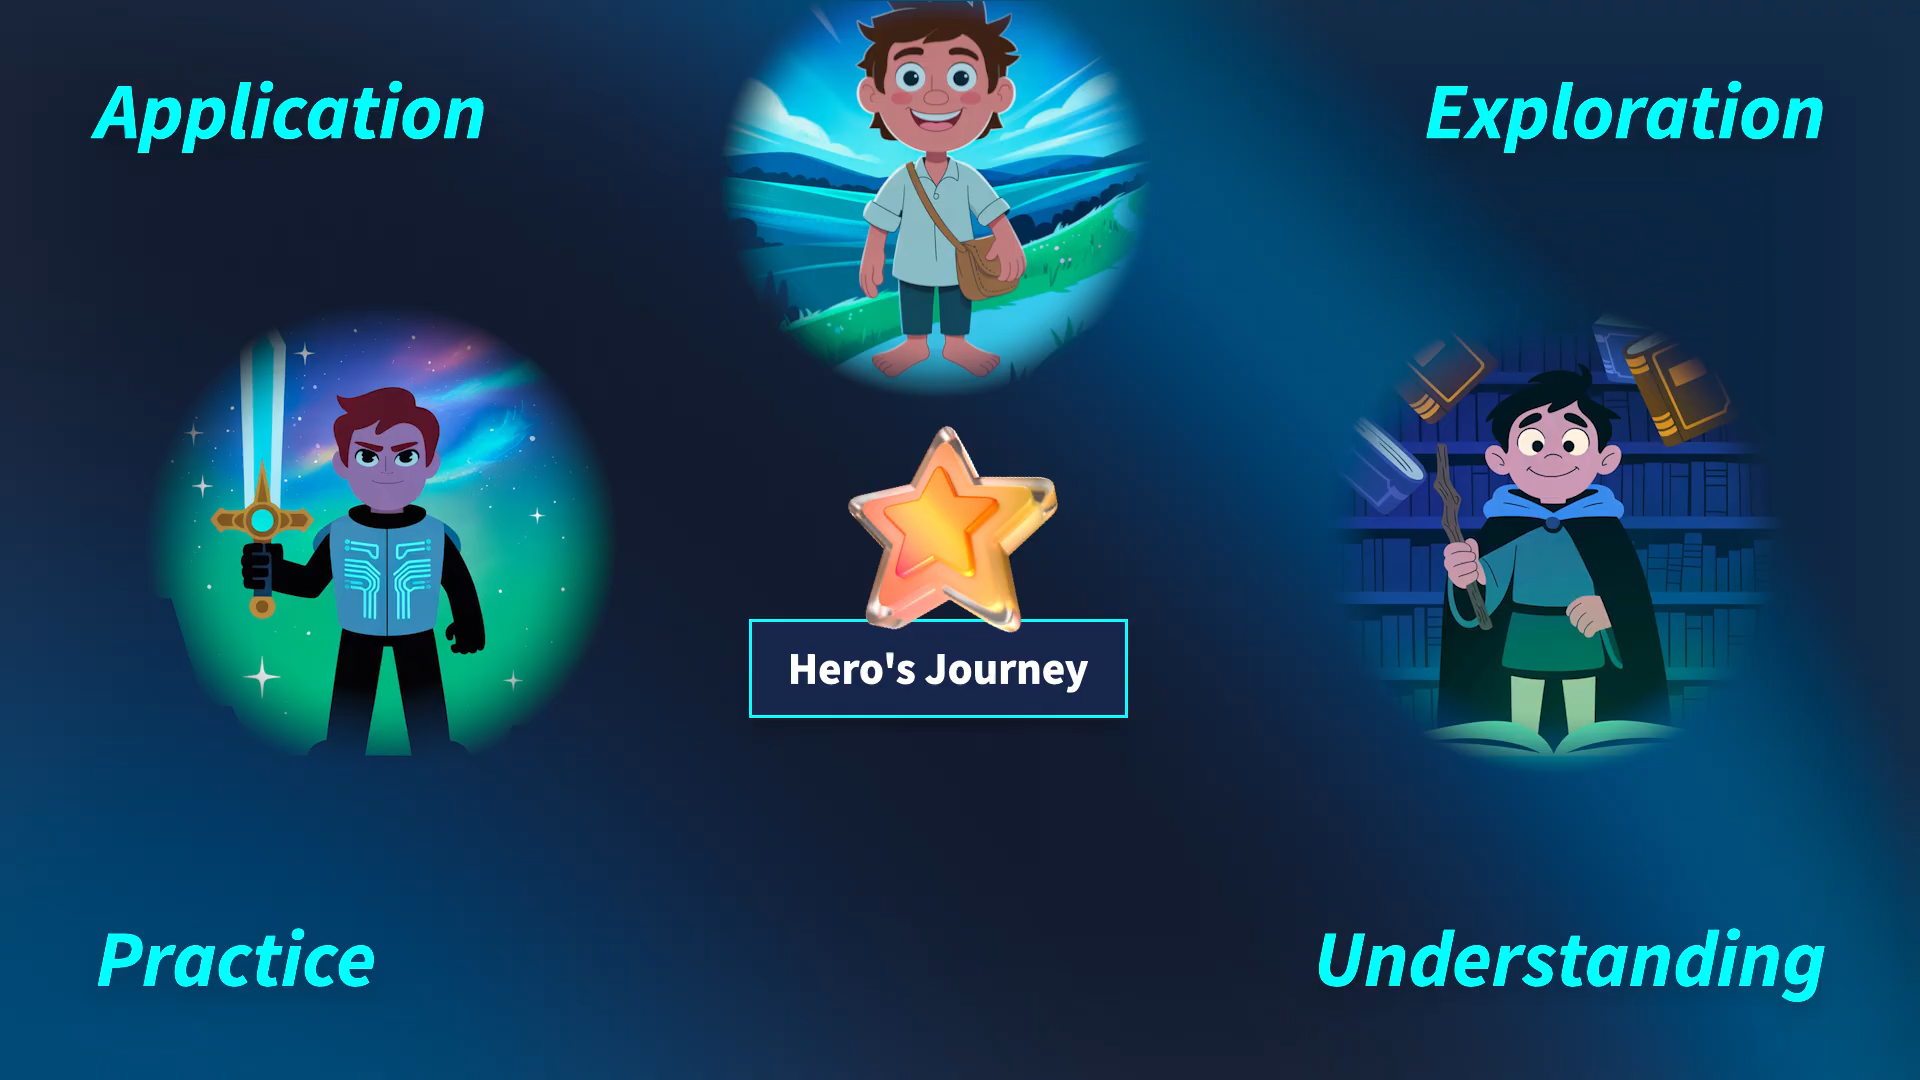 Application
Exploration
Hero's Journey
Practice
Understanding